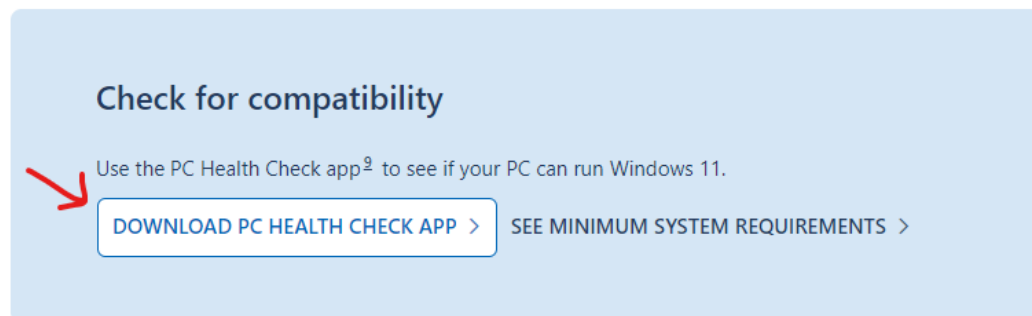 Check for compatibility
Use the PC Health Check app⁹ to see if your PC can run Windows 11.
DOWNLOAD PC HEALTH CHECK APP > SEE MINIMUM SYSTEM REQUIREMENTS >